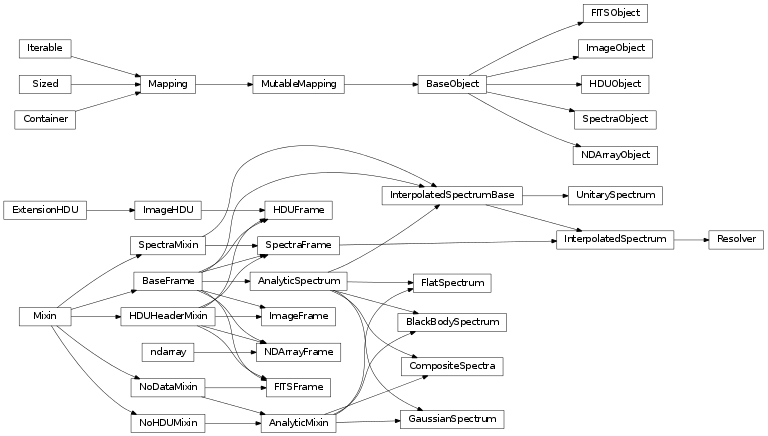 FITSObject
Iterable
ImageObject
Sized
Mapping
MutableMapping
BaseObject
HDUObject
Container
SpectraObject
NDArrayObject
InterpolatedSpectrumBase
UnitarySpectrum
ExtensionHDU
ImageHDU
HDUFrame
SpectraMixin
SpectraFrame
InterpolatedSpectrum
Resolver
BaseFrame
AnalyticSpectrum
FlatSpectrum
Mixin
HDUHeaderMixin
ImageFrame
BlackBodySpectrum
ndarray
NDArrayFrame
CompositeSpectra
NoDataMixin
FITSFrame
NoHDUMixin
AnalyticMixin
GaussianSpectrum